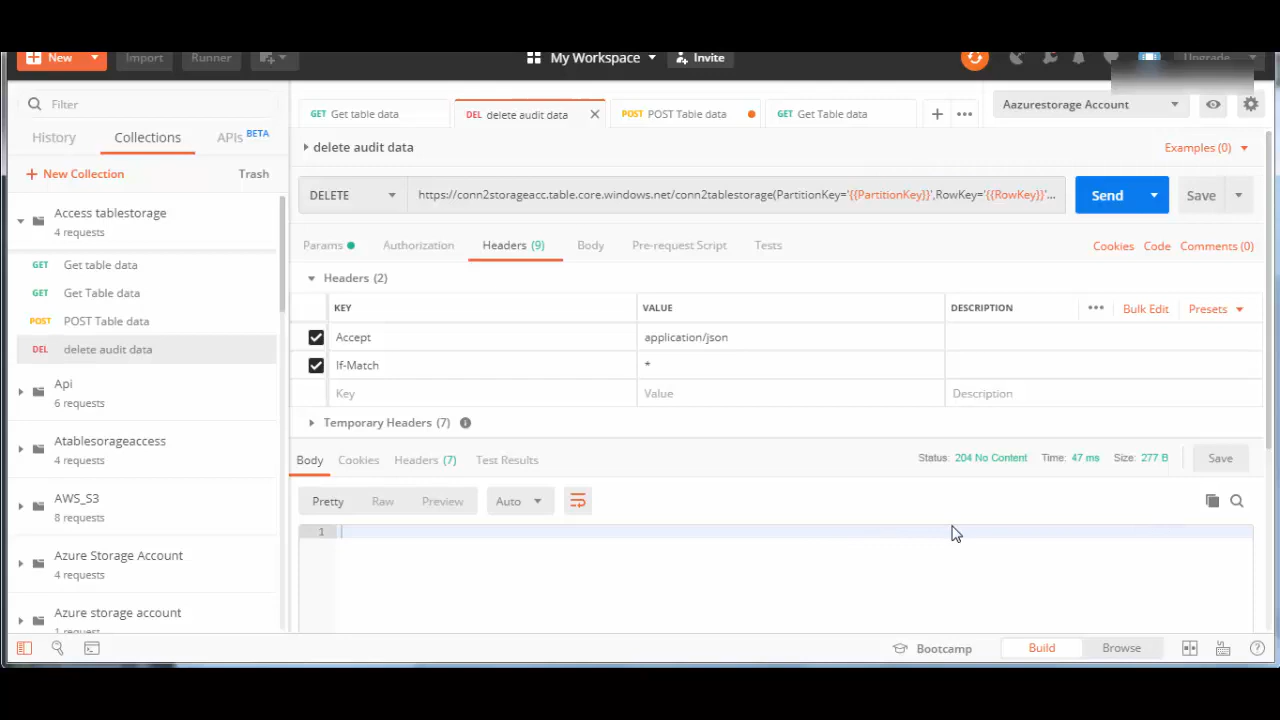 New Import Runner My Workspace Invite Upgrade
Filter
History Collections APIs BETA
New Collection Trash
Access tablestorage
4 requests
GET Get table data
GET Get Table data
POST POST Table data
DEL delete audit data
Api
6 requests
Atablesorageaccess
4 requests
AWS_S3
8 requests
Azure Storage Account
4 requests
Azure storage account
1 request
GET Get table data DEL delete audit data POST POST Table data GET Get Table data
Aazurestorage Account
delete audit data Examples (0)
DELETE https://conn2storageacc.table.core.windows.net/conn2tablestorage(PartitionKey='{{PartitionKey}}',RowKey='{{RowKey}}'... Send Save
Params Authorization Headers (9) Body Pre-request Script Tests Cookies Code Comments (0)
Headers (2)
KEY VALUE DESCRIPTION Bulk Edit Presets
Accept application/json
If-Match *
Key Value Description
Temporary Headers (7)
Body Cookies Headers (7) Test Results Status: 204 No Content Time: 47 ms Size: 277 B Save
Pretty Raw Preview Auto
1
Bootcamp Build Browse